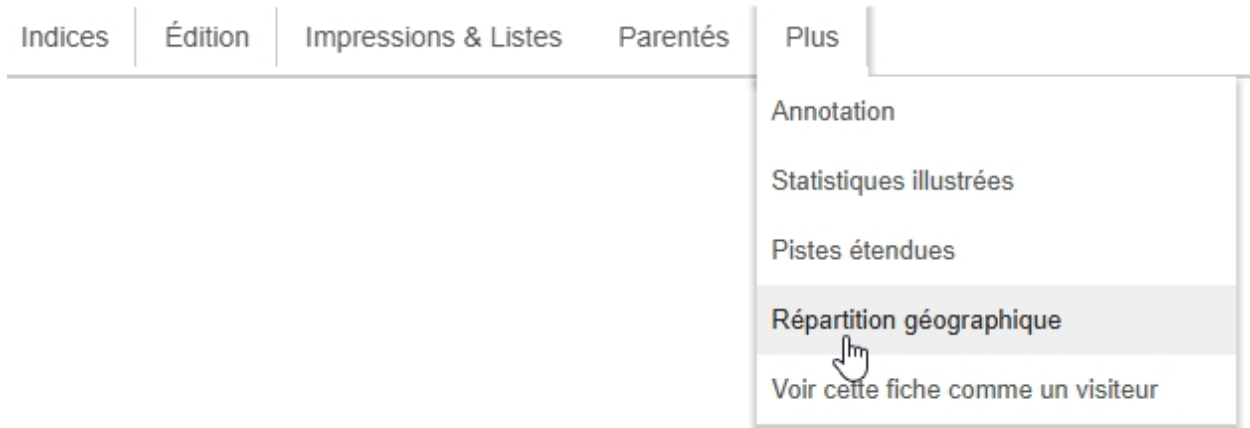 Indices Édition Impressions & Listes Parentés Plus
Annotation
Statistiques illustrées
Pistes étendues
Répartition géographique
Voir cette fiche comme un visiteur